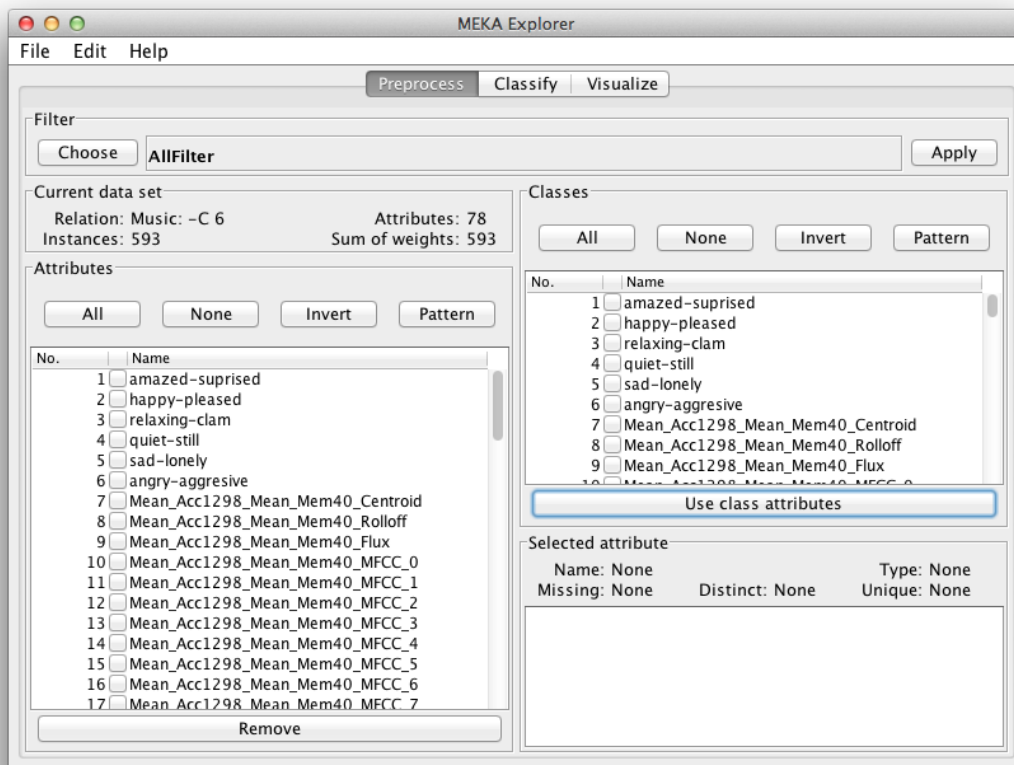 MEKA Explorer
File Edit Help
Preprocess Classify Visualize
Filter
Choose AllFilter Apply
Current data set
Relation: Music: -C 6 Attributes: 78
Instances: 593 Sum of weights: 593
Attributes
All None Invert Pattern
No. Name
1 amazed-suprised
2 happy-pleased
3 relaxing-clam
4 quiet-still
5 sad-lonely
6 angry-aggresive
7 Mean_Acc1298_Mean_Mem40_Centroid
8 Mean_Acc1298_Mean_Mem40_Rolloff
9 Mean_Acc1298_Mean_Mem40_Flux
10 Mean_Acc1298_Mean_Mem40_MFCC_0
11 Mean_Acc1298_Mean_Mem40_MFCC_1
12 Mean_Acc1298_Mean_Mem40_MFCC_2
13 Mean_Acc1298_Mean_Mem40_MFCC_3
14 Mean_Acc1298_Mean_Mem40_MFCC_4
15 Mean_Acc1298_Mean_Mem40_MFCC_5
16 Mean_Acc1298_Mean_Mem40_MFCC_6
17 Mean_Acc1298_Mean_Mem40_MFCC_7
Remove
Classes
All None Invert Pattern
No. Name
1 amazed-suprised
2 happy-pleased
3 relaxing-clam
4 quiet-still
5 sad-lonely
6 angry-aggresive
7 Mean_Acc1298_Mean_Mem40_Centroid
8 Mean_Acc1298_Mean_Mem40_Rolloff
9 Mean_Acc1298_Mean_Mem40_Flux
10 Mean_Acc1298_Mean_Mem40_MFCC_0
Use class attributes
Selected attribute
Name: None Type: None
Missing: None Distinct: None Unique: None